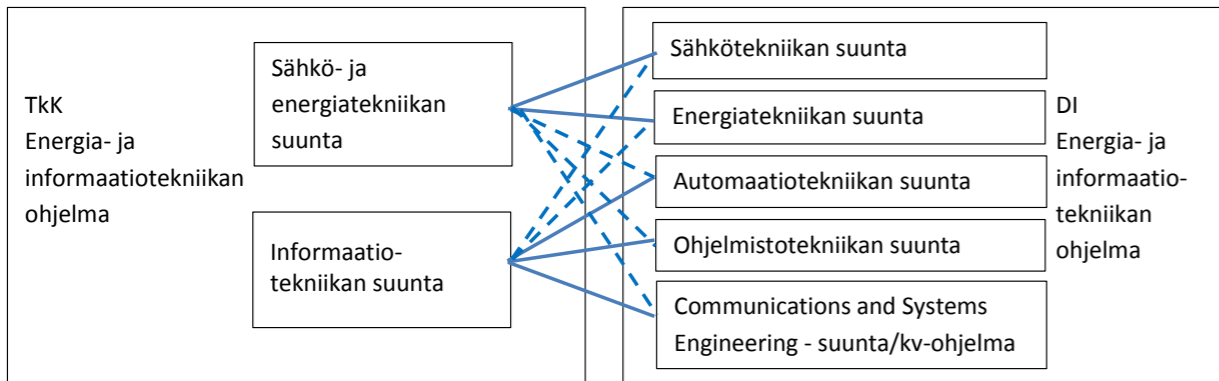 TkK
Energia- ja
informaatiotekniikan
ohjelma
Sähkö- ja
energiatekniikan
suunta
Informaatio-
tekniikan suunta
Sähkötekniikan suunta
Energiatekniikan suunta
Automaatiotekniikan suunta
Ohjelmistotekniikan suunta
Communications and Systems
Engineering - suunta/kv-ohjelma
DI
Energia- ja
informaatio-
tekniikan
ohjelma